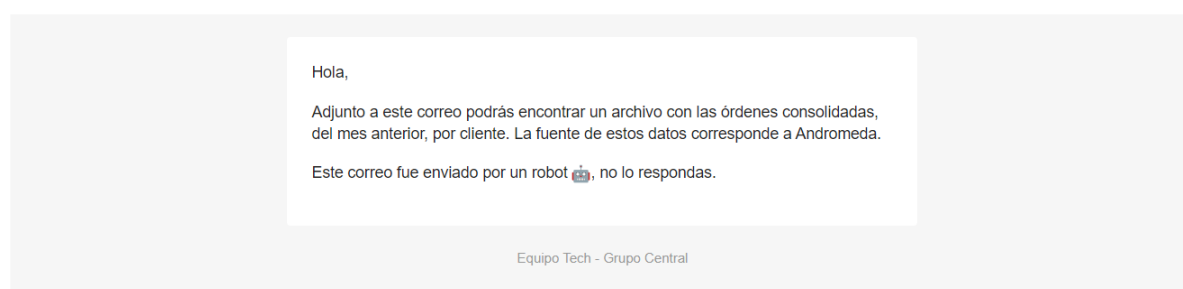 Hola,
Adjunto a este correo podrás encontrar un archivo con las órdenes consolidadas,
del mes anterior, por cliente. La fuente de estos datos corresponde a Andromeda.
Este correo fue enviado por un robot 🤖, no lo respondas.
Equipo Tech - Grupo Central